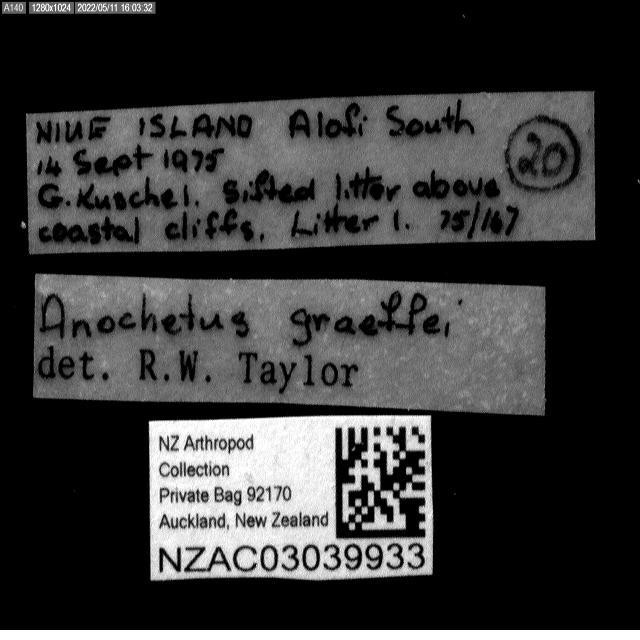 A140 1280x1024 2022/05/11 16:03:32
NIUE ISLAND Alofi South
14 Sept 1975
G. Kuschel. Sifted litter above
coastal cliffs. Litter 1. 75/167
20
Anochetus graeffei
det. R.W. Taylor
NZ Arthropod
Collection
Private Bag 92170
Auckland, New Zealand
NZAC03039933